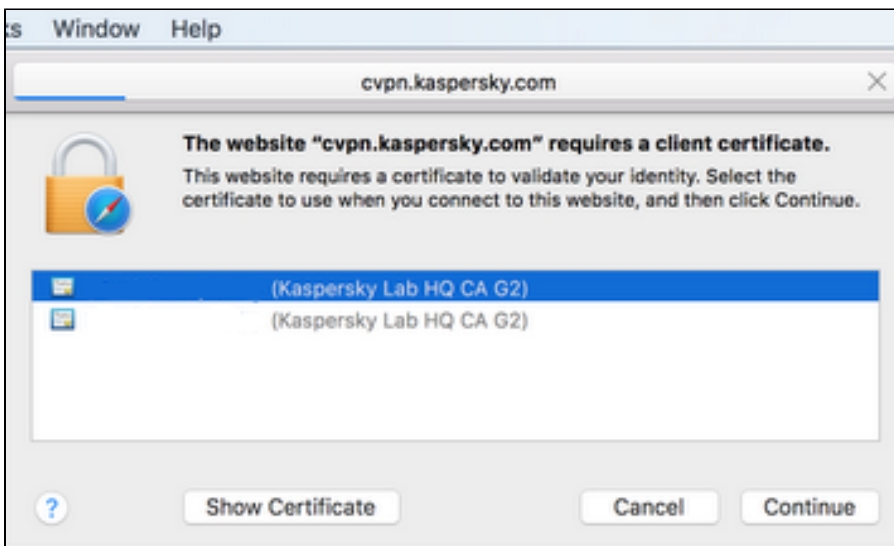 Window Help
cvpn.kaspersky.com
The website “cvpn.kaspersky.com” requires a client certificate.
This website requires a certificate to validate your identity. Select the
certificate to use when you connect to this website, and then click Continue.
(Kaspersky Lab HQ CA G2)
(Kaspersky Lab HQ CA G2)
? Show Certificate Cancel Continue